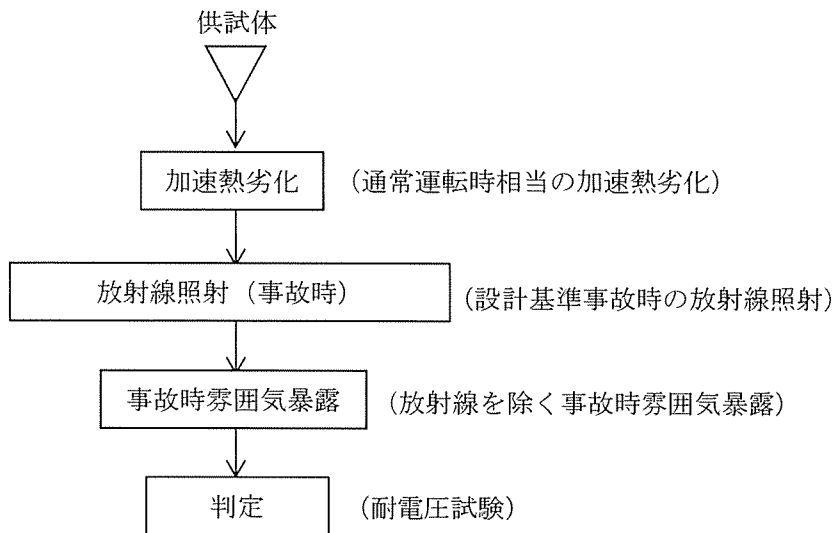 供試体
加速熱劣化 (通常運転時相当の加速熱劣化)
放射線照射(事故時) (設計基準事故時の放射線照射)
事故時雰囲気暴露 (放射線を除く事故時雰囲気暴露)
判定 (耐電圧試験)